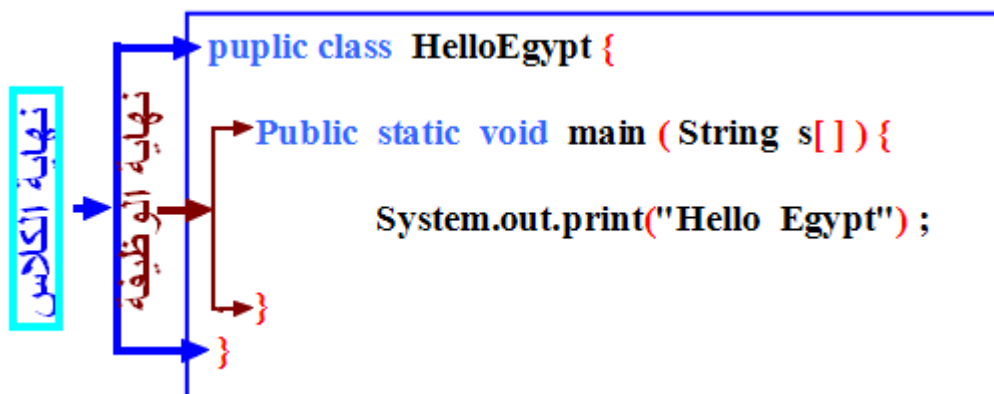 puplic class HelloEgypt {
Public static void main ( String s[ ] ) {
System.out.print("Hello Egypt") ;
}
}
نهاية الوظيفة
نهاية الكلاس